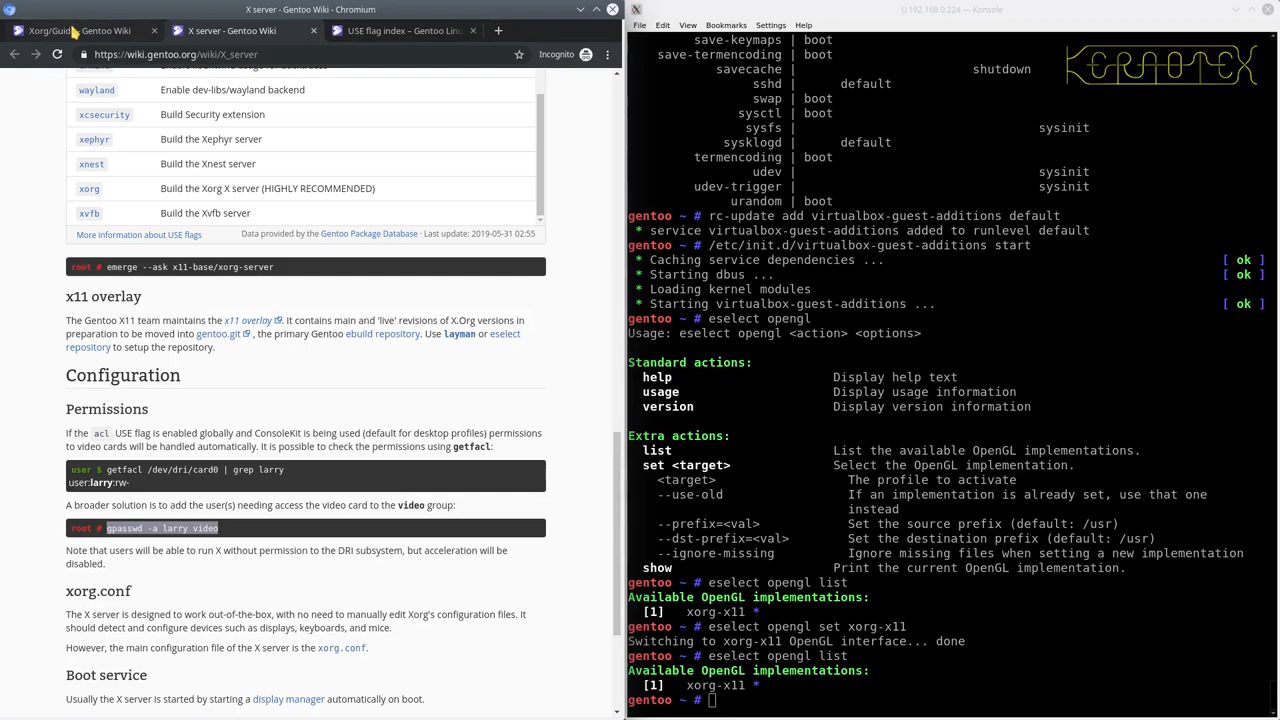 X server - Gentoo Wiki - Chromium
Xorg/Guide - Gentoo Wiki
X server - Gentoo Wiki
USE flag index – Gentoo Linu
https://wiki.gentoo.org/wiki/X_server
Incognito
wayland Enable dev-libs/wayland backend
xcsecurity Build Security extension
xephyr Build the Xephyr server
xnest Build the Xnest server
xorg Build the Xorg X server (HIGHLY RECOMMENDED)
xvfb Build the Xvfb server
More information about USE flags Data provided by the Gentoo Package Database · Last update: 2019-05-31 02:55
root # emerge --ask x11-base/xorg-server
x11 overlay
The Gentoo X11 team maintains the x11 overlay. It contains main and 'live' revisions of X.Org versions in
preparation to be moved into gentoo.git, the primary Gentoo ebuild repository. Use layman or eselect
repository to setup the repository.
Configuration
Permissions
If the acl USE flag is enabled globally and ConsoleKit is being used (default for desktop profiles) permissions
to video cards will be handled automatically. It is possible to check the permissions using getfacl:
user $ getfacl /dev/dri/card0 | grep larry
user:larry:rw-
A broader solution is to add the user(s) needing access the video card to the video group:
root # gpasswd -a larry video
Note that users will be able to run X without permission to the DRI subsystem, but acceleration will be
disabled.
xorg.conf
The X server is designed to work out-of-the-box, with no need to manually edit Xorg's configuration files. It
should detect and configure devices such as displays, keyboards, and mice.
However, the main configuration file of the X server is the xorg.conf.
Boot service
Usually the X server is started by starting a display manager automatically on boot.
() 192.168.0.224 — Konsole
File Edit View Bookmarks Settings Help
KERAOTEX
save-keymaps | boot
save-termencoding | boot
savecache | shutdown
sshd | default
swap | boot
sysctl | boot
sysfs | sysinit
sysklogd | default
termencoding | boot
udev | sysinit
udev-trigger | sysinit
urandom | boot
gentoo ~ # rc-update add virtualbox-guest-additions default
* service virtualbox-guest-additions added to runlevel default
gentoo ~ # /etc/init.d/virtualbox-guest-additions start
* Caching service dependencies ... [ ok ]
* Starting dbus ... [ ok ]
* Loading kernel modules [ ok ]
* Starting virtualbox-guest-additions ... [ ok ]
gentoo ~ # eselect opengl
Usage: eselect opengl <action> <options>
Standard actions:
help Display help text
usage Display usage information
version Display version information
Extra actions:
list List the available OpenGL implementations.
set <target> Select the OpenGL implementation.
<target> The profile to activate
--use-old If an implementation is already set, use that one
instead
--prefix=<val> Set the source prefix (default: /usr)
--dst-prefix=<val> Set the destination prefix (default: /usr)
--ignore-missing Ignore missing files when setting a new implementation
show Print the current OpenGL implementation.
gentoo ~ # eselect opengl list
Available OpenGL implementations:
[1] xorg-x11 *
gentoo ~ # eselect opengl set xorg-x11
Switching to xorg-x11 OpenGL interface... done
gentoo ~ # eselect opengl list
Available OpenGL implementations:
[1] xorg-x11 *
gentoo ~ #